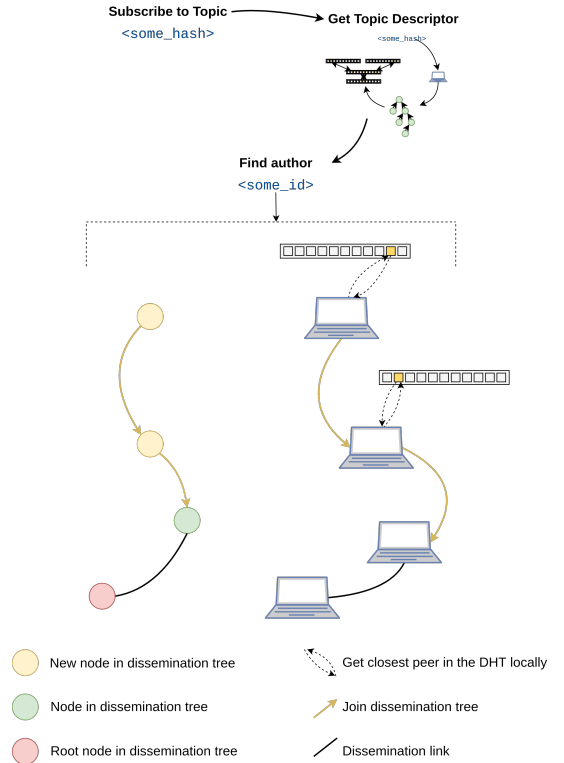 Subscribe to Topic
<some_hash>
Get Topic Descriptor
<some_hash>
Find author
<some_id>
New node in dissemination tree
Get closest peer in the DHT locally
Node in dissemination tree
Join dissemination tree
Root node in dissemination tree
Dissemination link